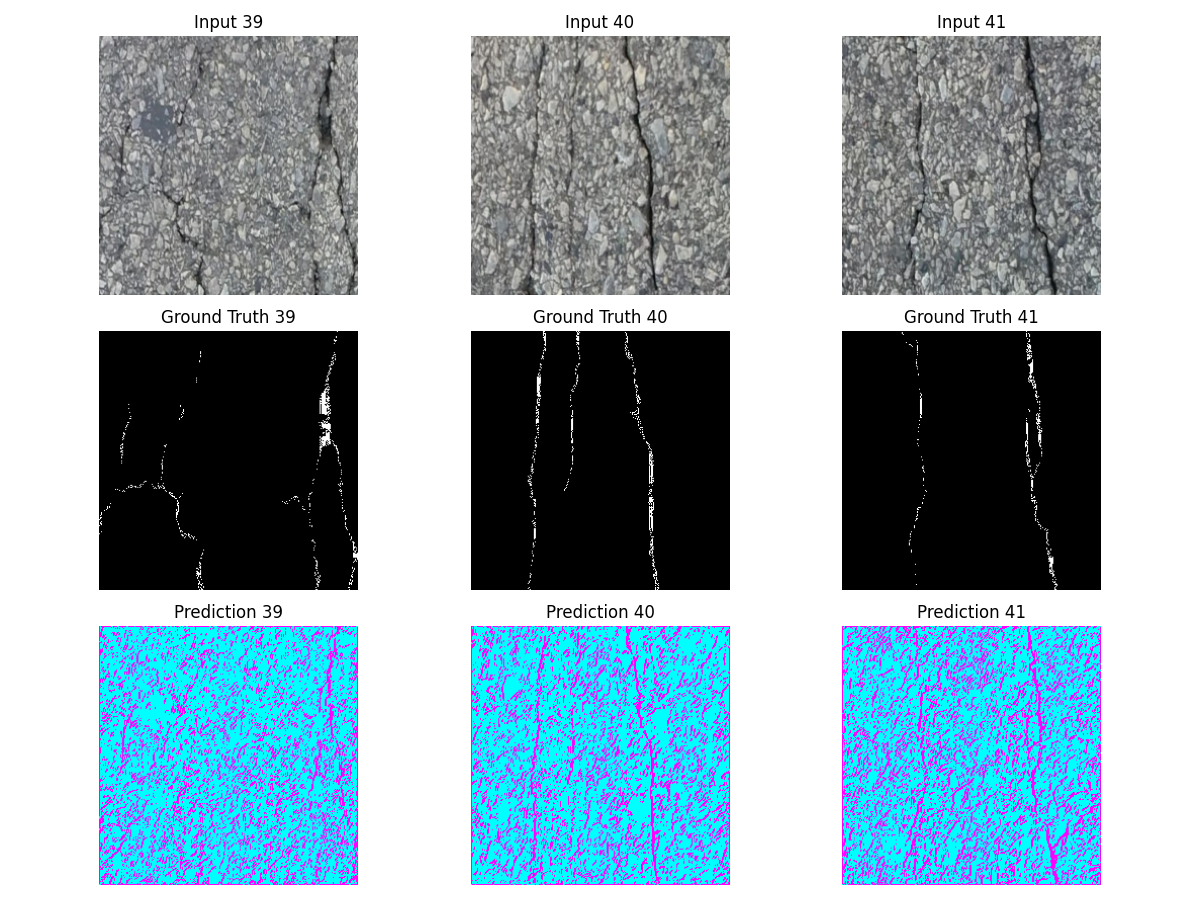 Input 39
Input 40
Input 41
Ground Truth 39
Ground Truth 40
Ground Truth 41
Prediction 39
Prediction 40
Prediction 41